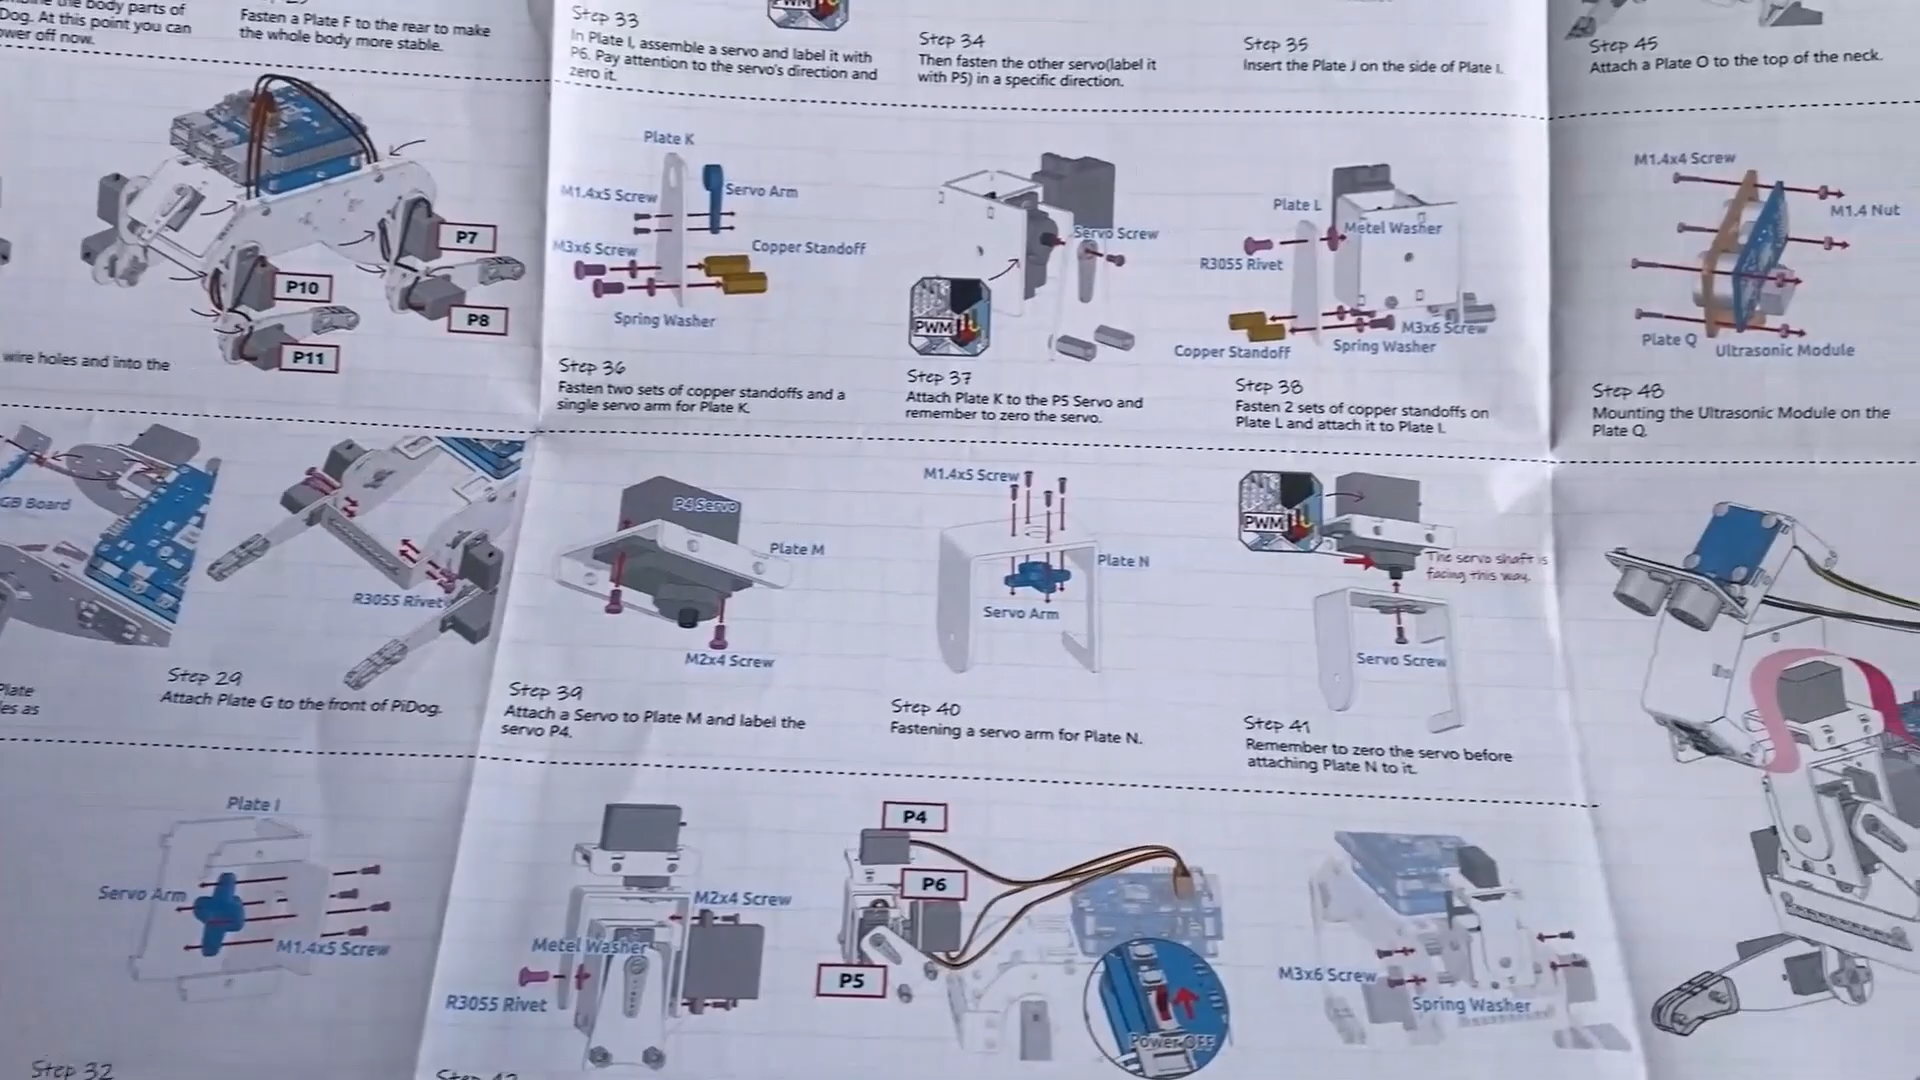 the body parts of
Dog. At this point you can
ower off now.
Fasten a Plate F to the rear to make
the whole body more stable.
PWM
Step 33
In Plate I, assemble a servo and label it with
P6. Pay attention to the servo's direction and
zero it.
Step 34
Then fasten the other servo(label it
with P5) in a specific direction.
Step 35
Insert the Plate J on the side of Plate I.
Step 45
Attach a Plate O to the top of the neck.
P7
P10
P8
P11
wire holes and into the
Plate K
M1.4x5 Screw
Servo Arm
M3x6 Screw
Copper Standoff
Spring Washer
Step 36
Fasten two sets of copper standoffs and a
single servo arm for Plate K.
Servo Screw
PWM
Step 37
Attach Plate K to the P5 Servo and
remember to zero the servo.
Plate L
Metel Washer
R3055 Rivet
M3x6 Screw
Copper Standoff
Spring Washer
Step 38
Fasten 2 sets of copper standoffs on
Plate L and attach it to Plate I.
M1.4x4 Screw
M1.4 Nut
Plate Q
Ultrasonic Module
Step 48
Mounting the Ultrasonic Module on the
Plate Q.
GB Board
Plate
les as
R3055 Rivet
Step 29
Attach Plate G to the front of PiDog.
P4 Servo
Plate M
M2x4 Screw
Step 39
Attach a Servo to Plate M and label the
servo P4.
M1.4x5 Screw
Plate N
Servo Arm
Step 40
Fastening a servo arm for Plate N.
PWM
The servo shaft is
facing this way.
Servo Screw
Step 41
Remember to zero the servo before
attaching Plate N to it.
Plate I
Servo Arm
M1.4x5 Screw
Step 32
M2x4 Screw
Metel Washer
R3055 Rivet
P4
P6
P5
Power OFF
M3x6 Screw
Spring Washer